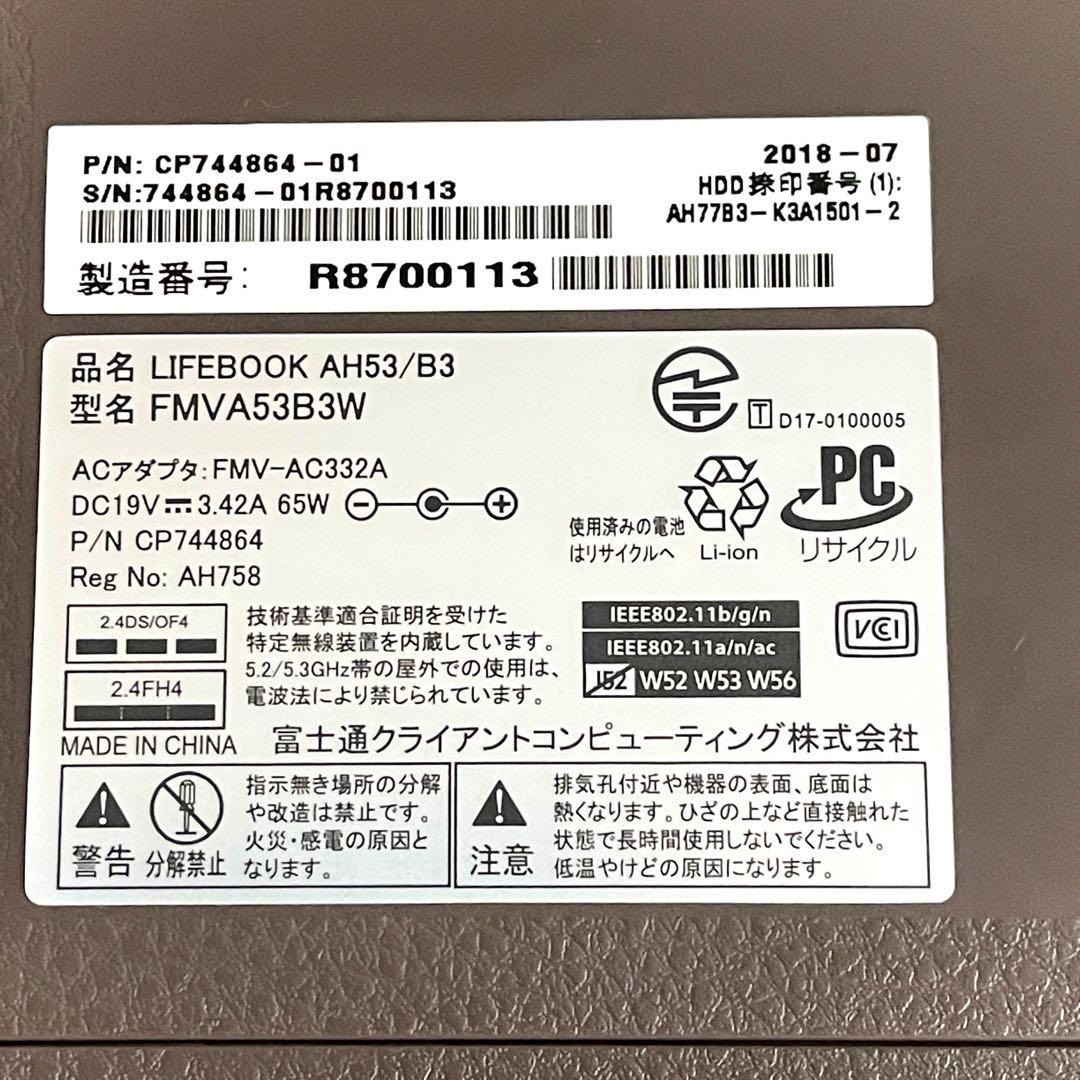 P/N: CP744864-01
S/N:744864-01R8700113
2018-07
HDD捺印番号(1):
AH77B3-K3A1501-2
製造番号: R8700113
品名 LIFEBOOK AH53/B3
型名 FMVA53B3W
T D17-0100005
ACアダプタ:FMV-AC332A
DC19V 3.42A 65W
P/N CP744864
Reg No: AH758
使用済みの電池
はリサイクルへ
Li-ion
PC
リサイクル
2.4DS/OF4
2.4FH4
技術基準適合証明を受けた
特定無線装置を内蔵しています。
5.2/5.3GHz帯の屋外での使用は、
電波法により禁じられています。
IEEE802.11b/g/n
IEEE802.11a/n/ac
J52 W52 W53 W56
VCCI
MADE IN CHINA
富士通クライアントコンピューティング株式会社
警告
分解禁止
指示無き場所の分解
や改造は禁止です。
火災・感電の原因と
なります。
注意
排気孔付近や機器の表面、底面は
熱くなります。ひざの上など直接触れた
状態で長時間使用しないでください。
低温やけどの原因になります。